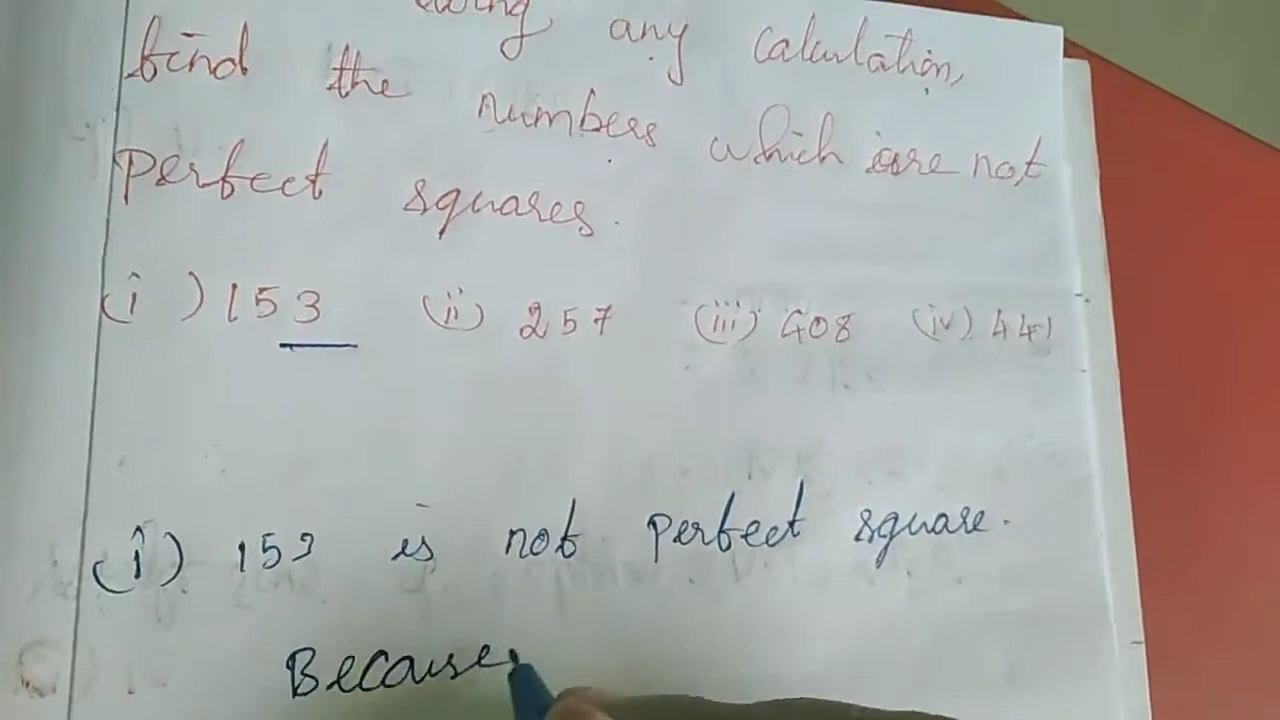 any calculation,
find the numbers which are not
perfect squares.
(i) 153 (ii) 257 (iii) 408 (iv) 441
(i) 153 is not perfect square.
Because